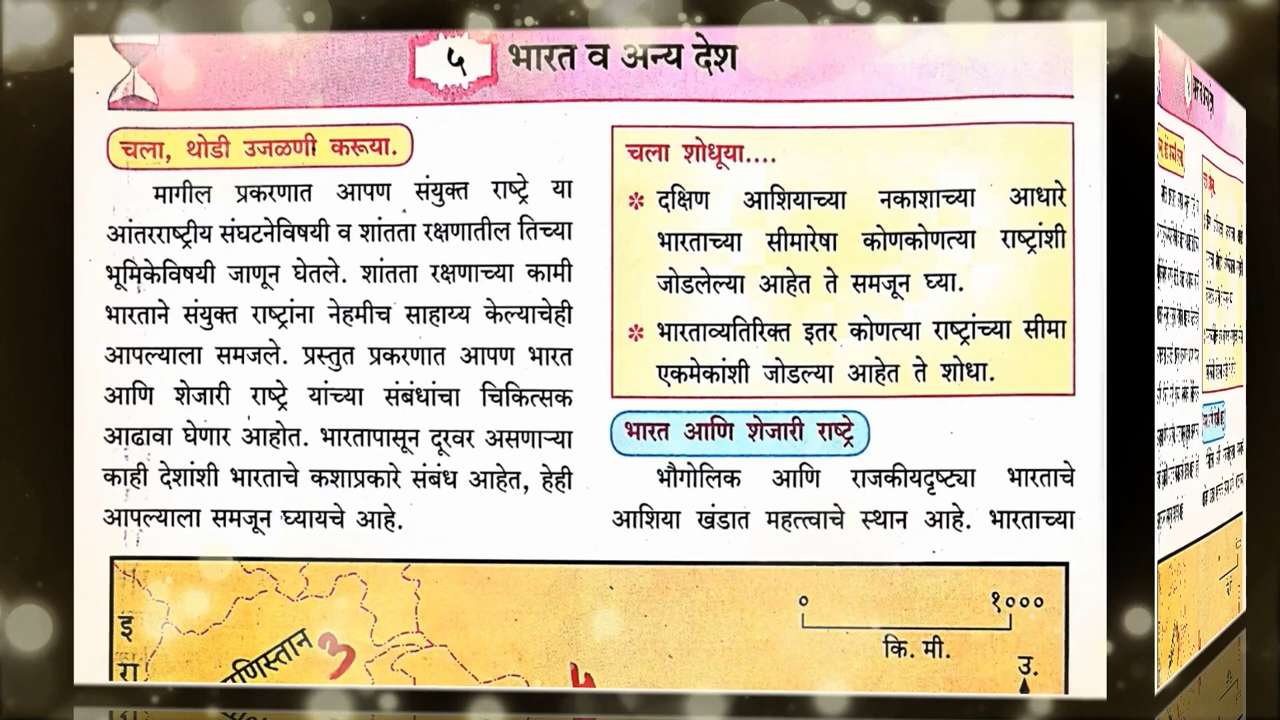 ५ भारत व अन्य देश
चला, थोडी उजळणी करूया.
मागील प्रकरणात आपण संयुक्त राष्ट्रे या
आंतरराष्ट्रीय संघटनेविषयी व शांतता रक्षणातील तिच्या
भूमिकेविषयी जाणून घेतले. शांतता रक्षणाच्या कामी
भारताने संयुक्त राष्ट्रांना नेहमीच साहाय्य केल्याचेही
आपल्याला समजले. प्रस्तुत प्रकरणात आपण भारत
आणि शेजारी राष्ट्रे यांच्या संबंधांचा चिकित्सक
आढावा घेणार आहोत. भारतापासून दूरवर असणाऱ्या
काही देशांशी भारताचे कशाप्रकारे संबंध आहेत, हेही
आपल्याला समजून घ्यायचे आहे.
चला शोधूया....
* दक्षिण आशियाच्या नकाशाच्या आधारे
भारताच्या सीमारेषा कोणकोणत्या राष्ट्रांशी
जोडलेल्या आहेत ते समजून घ्या.
* भारताव्यतिरिक्त इतर कोणत्या राष्ट्रांच्या सीमा
एकमेकांशी जोडल्या आहेत ते शोधा.
भारत आणि शेजारी राष्ट्रे
भौगोलिक आणि राजकीयदृष्ट्या भारताचे
आशिया खंडात महत्त्वाचे स्थान आहे. भारताच्या
इ
रा
णिस्तान 3
० १०००
कि. मी.
उ.